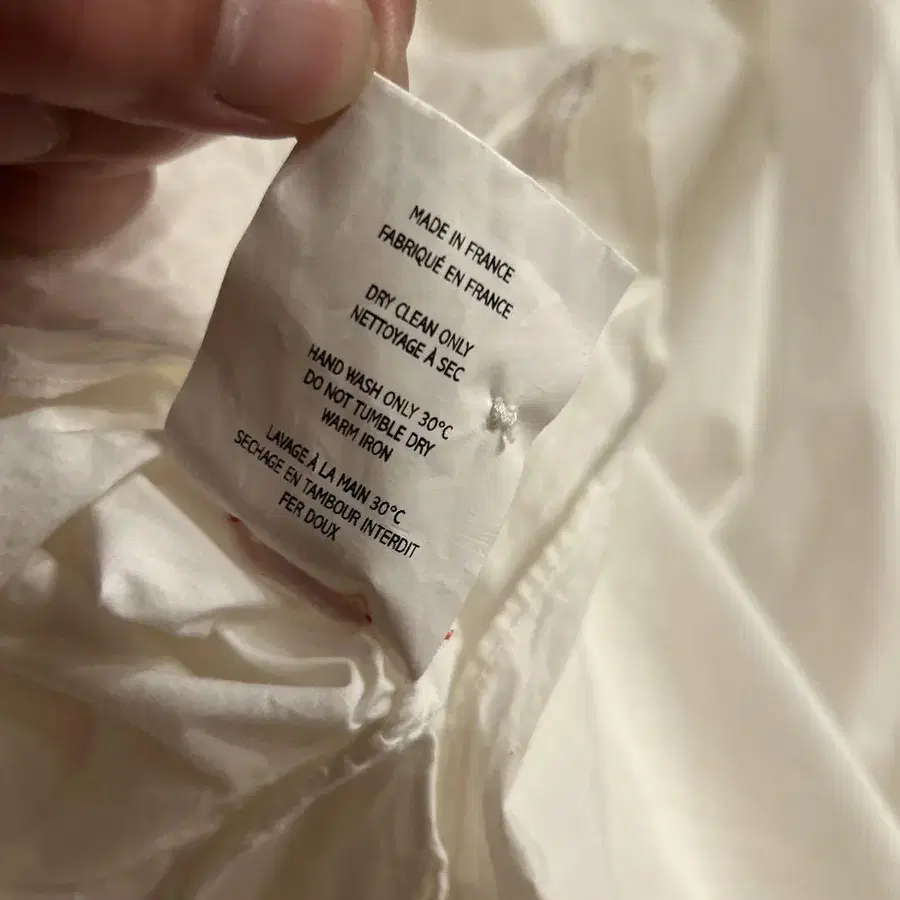 MADE IN FRANCE
FABRIQUÉ EN FRANCE
DRY CLEAN ONLY
NETTOYAGE À SEC
HAND WASH ONLY 30°C
DO NOT TUMBLE DRY
WARM IRON
LAVAGE À LA MAIN 30°C
SECHAGE EN TAMBOUR INTERDIT
FER DOUX